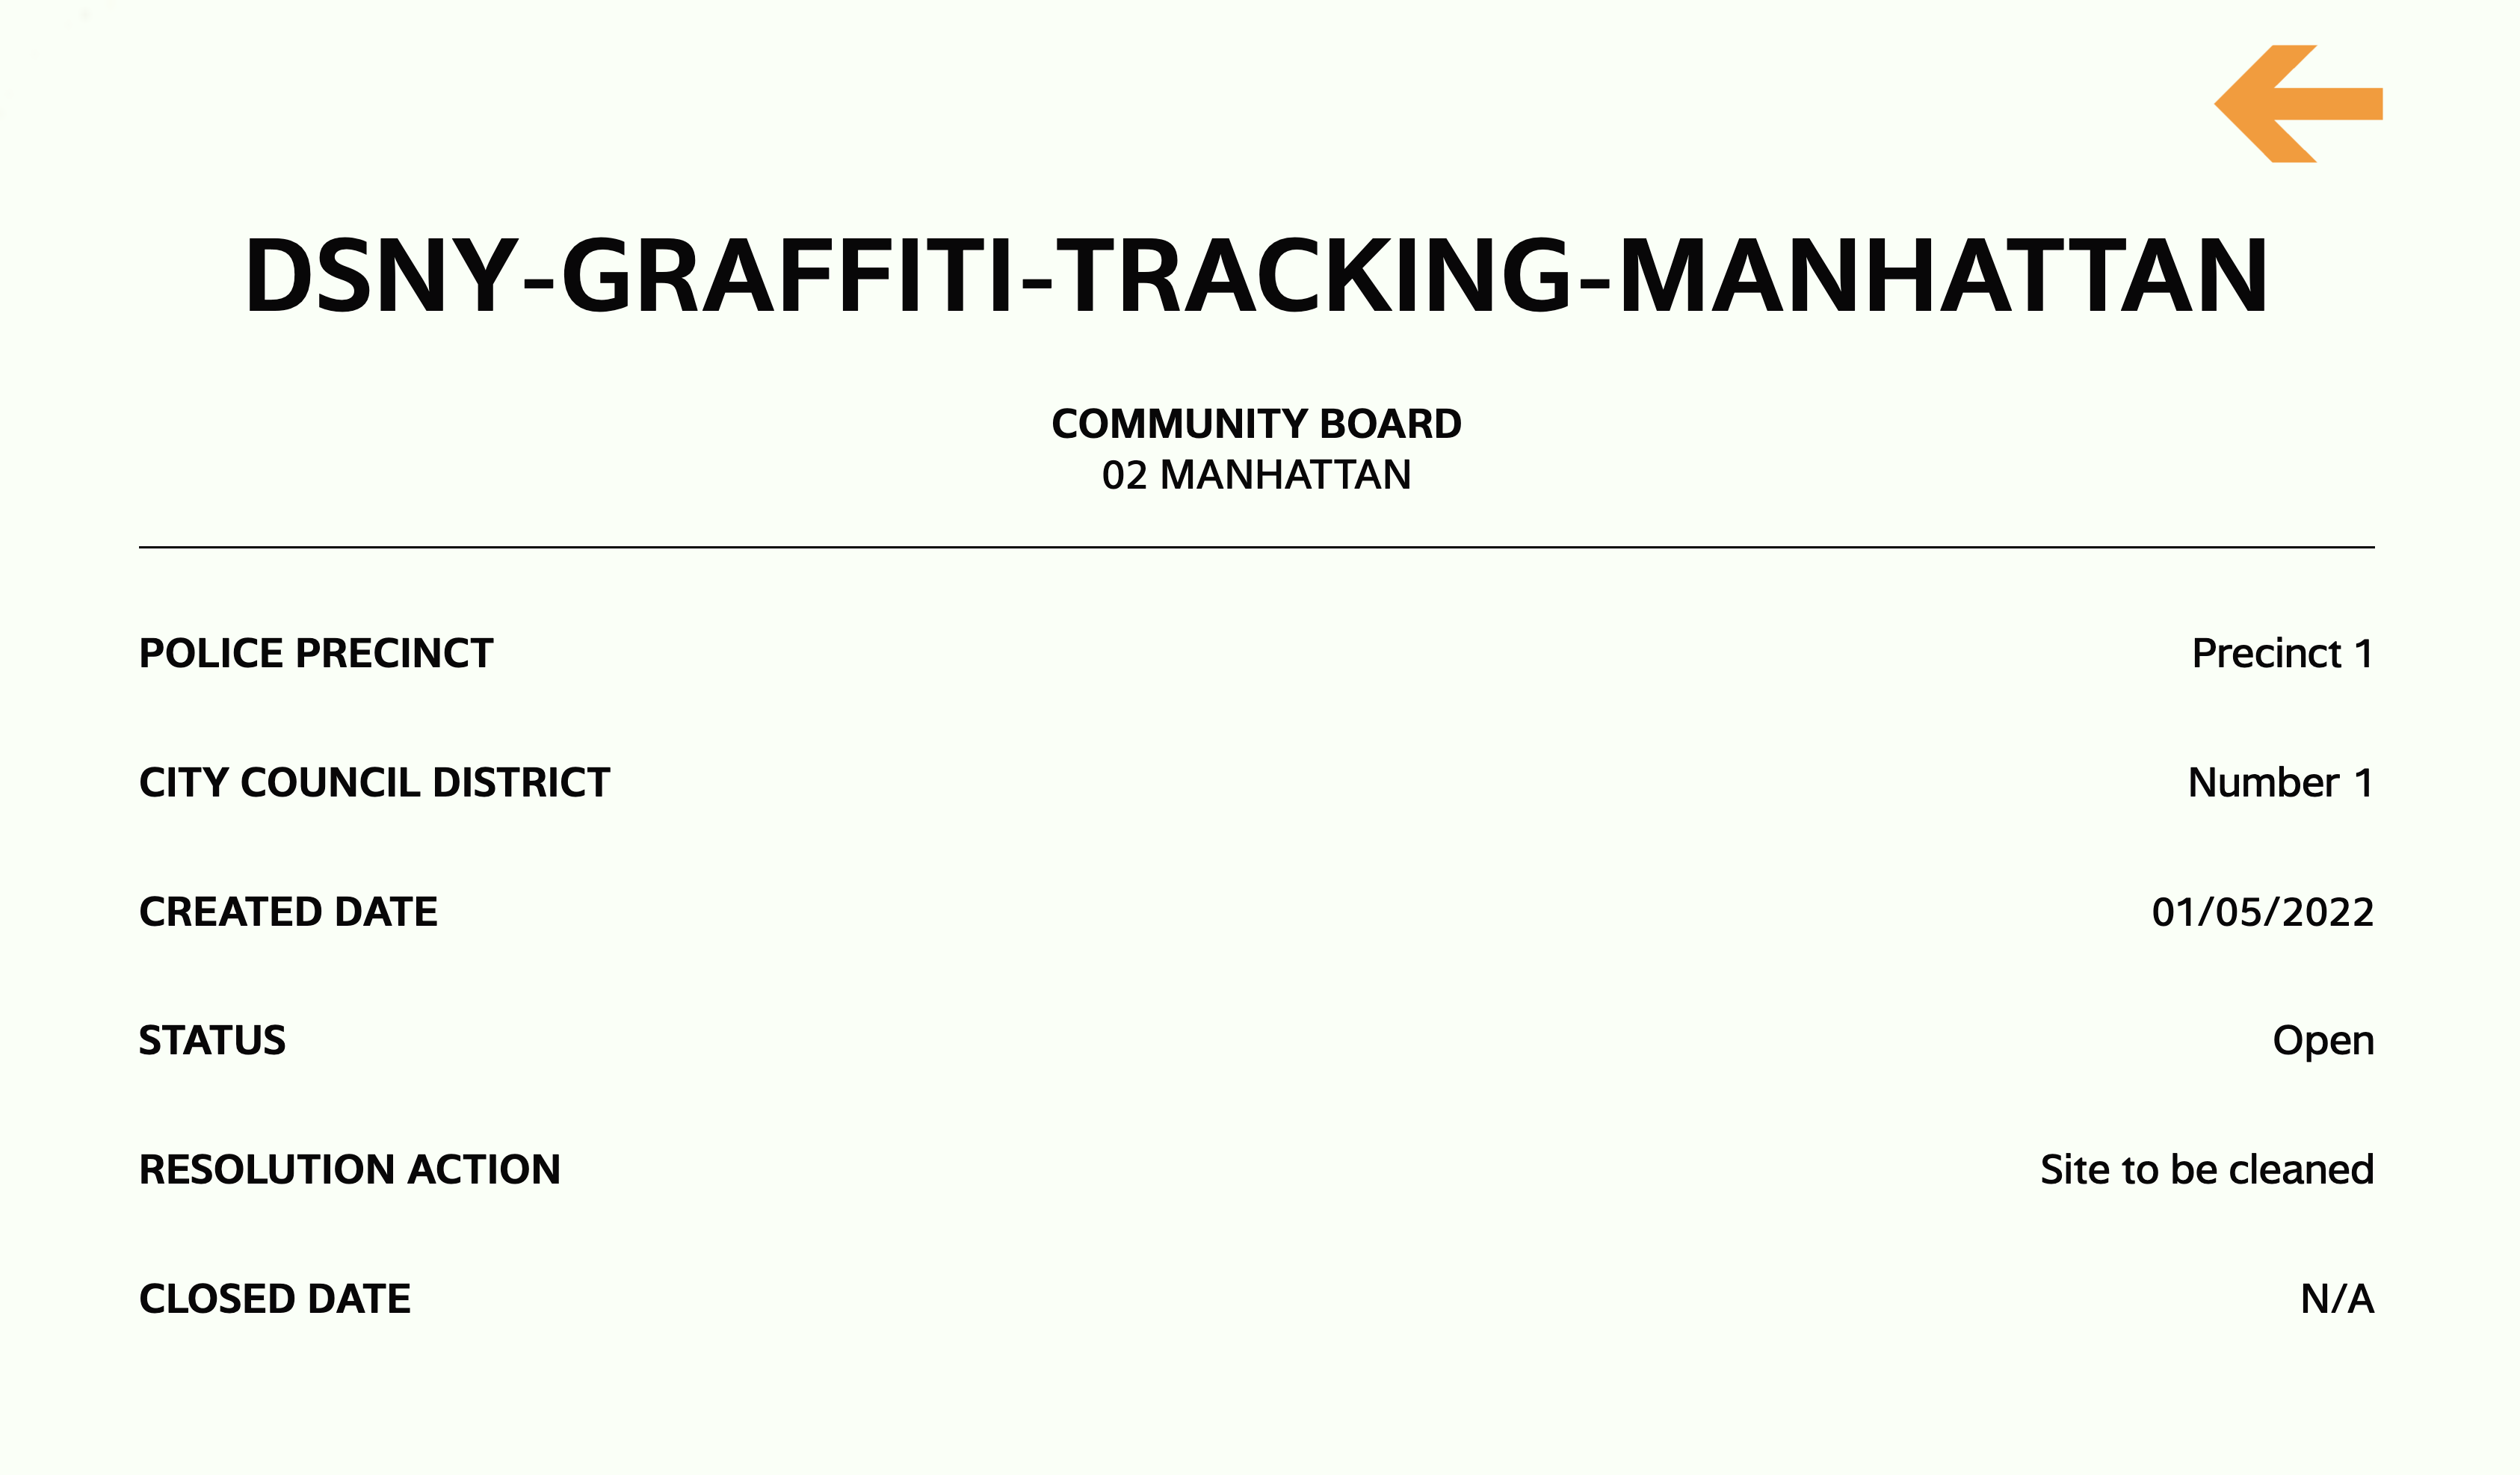 DSNY-GRAFFITI-TRACKING-MANHATTAN
COMMUNITY BOARD
02 MANHATTAN
POLICE PRECINCT Precinct 1
CITY COUNCIL DISTRICT Number 1
CREATED DATE 01/05/2022
STATUS Open
RESOLUTION ACTION Site to be cleaned
CLOSED DATE N/A